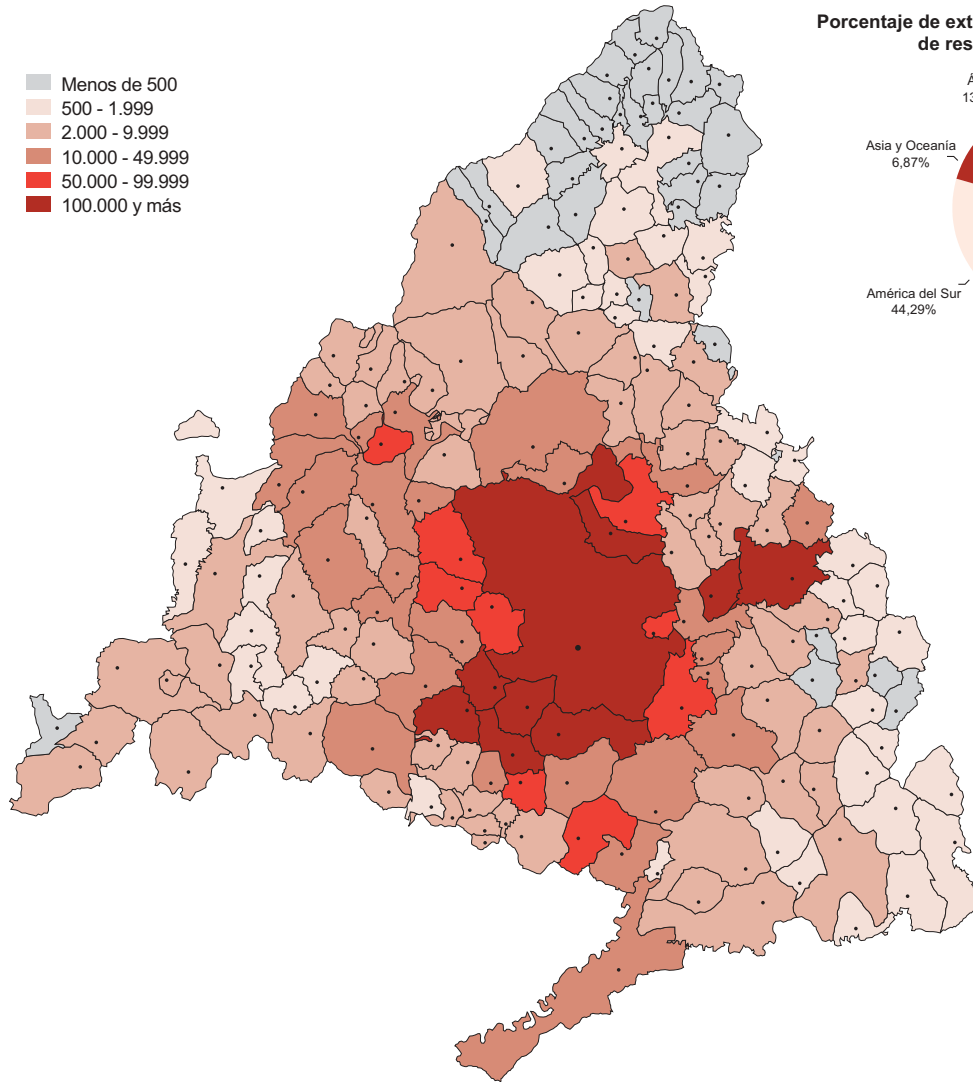 Porcentaje de ext
de res
Menos de 500
500 - 1.999
2.000 - 9.999
10.000 - 49.999
50.000 - 99.999
100.000 y más
Á
13
Asia y Oceanía
6,87%
América del Sur
44,29%